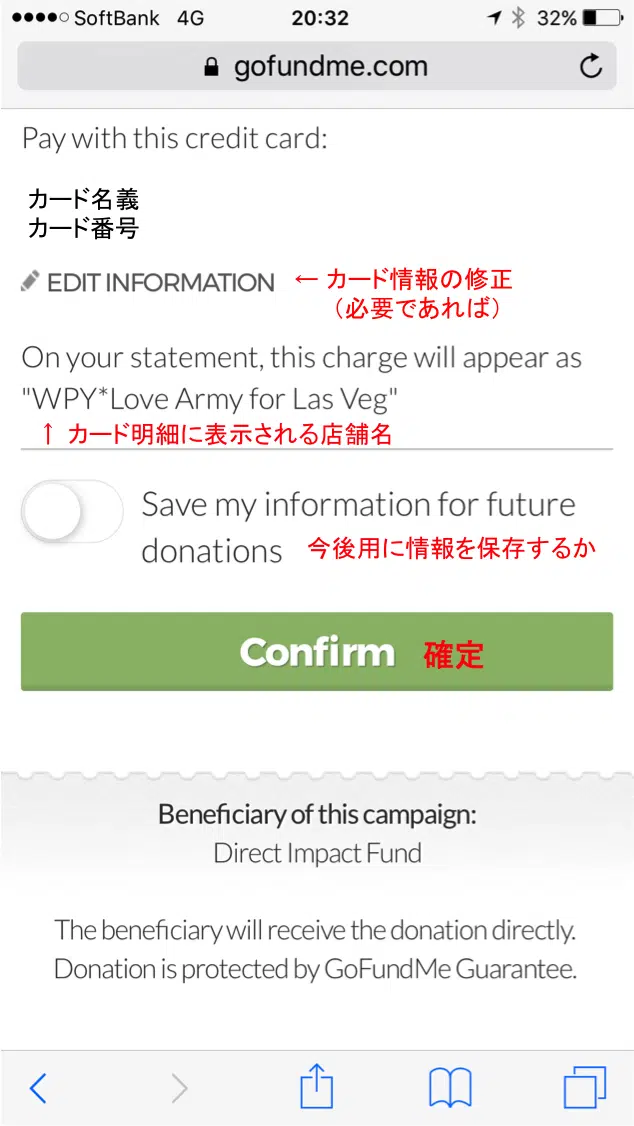 SoftBank 4G 20:32 32%
gofundme.com
Pay with this credit card:
カード名義
カード番号
EDIT INFORMATION ← カード情報の修正
（必要であれば）
On your statement, this charge will appear as
"WPY*Love Army for Las Veg"
↑ カード明細に表示される店舗名
Save my information for future
donations 今後用に情報を保存するか
Confirm 確定
Beneficiary of this campaign:
Direct Impact Fund
The beneficiary will receive the donation directly.
Donation is protected by GoFundMe Guarantee.